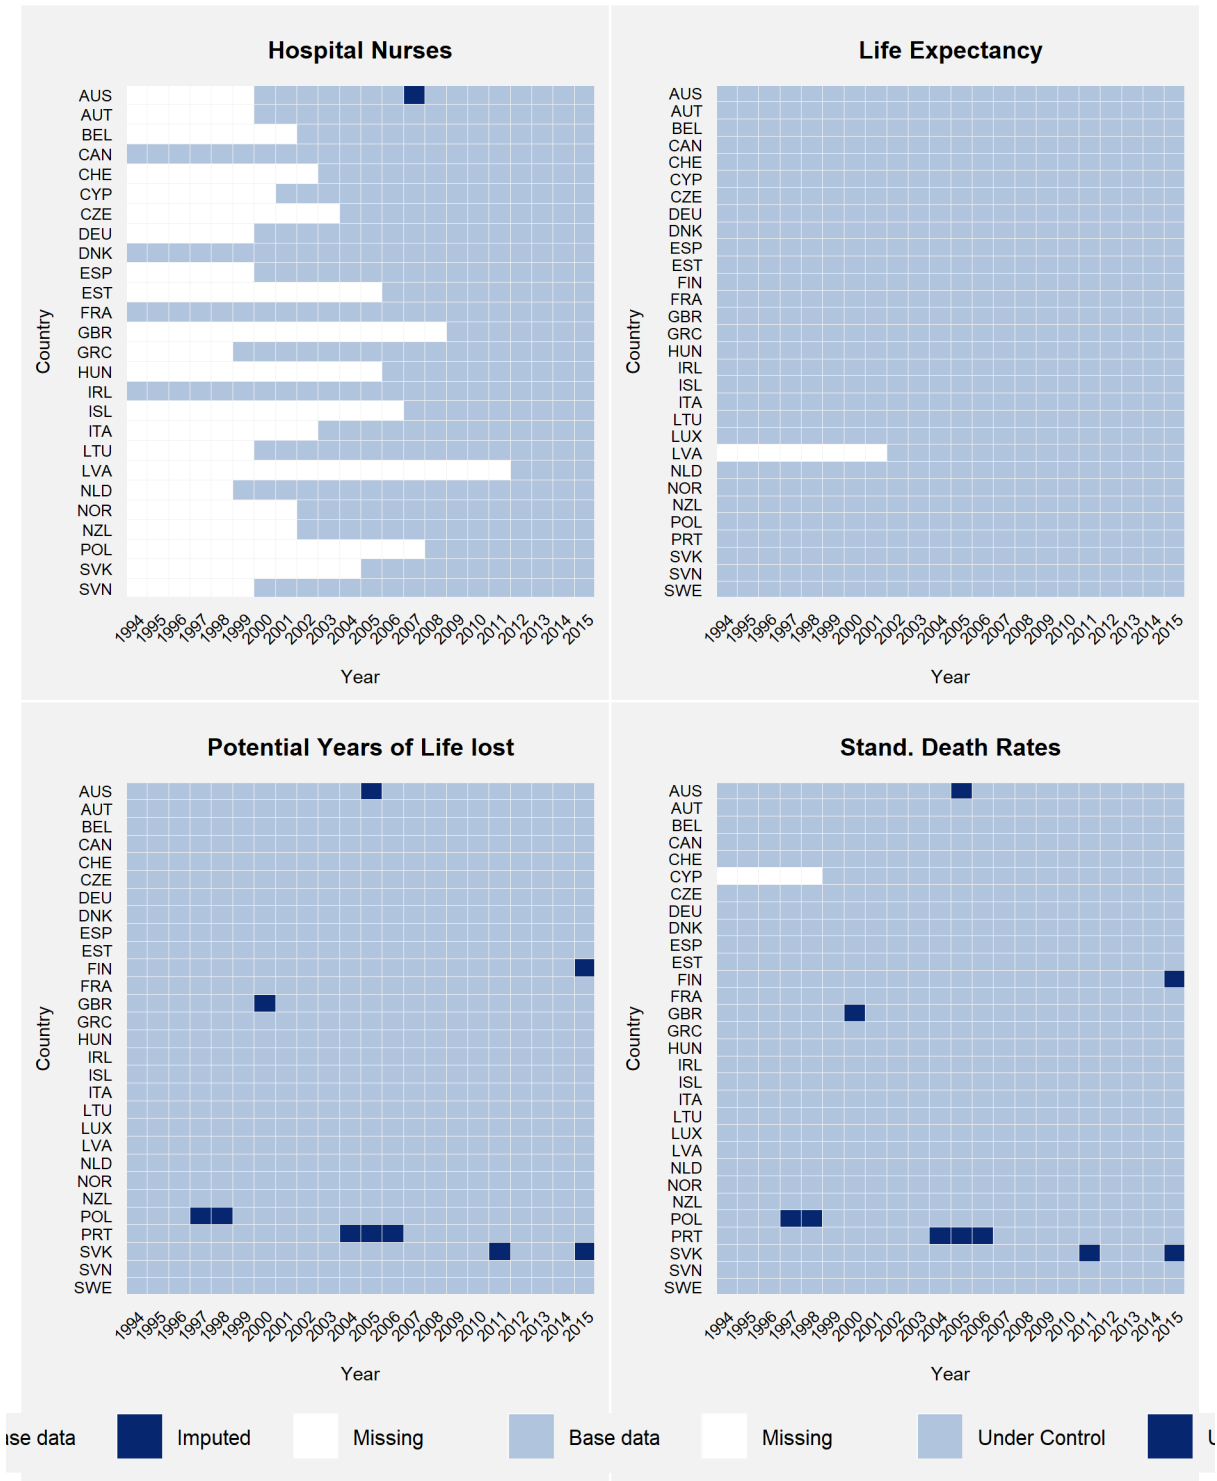 Hospital Nurses
Country
AUS
AUT
BEL
CAN
CHE
CYP
CZE
DEU
DNK
ESP
EST
FRA
GBR
GRC
HUN
IRL
ISL
ITA
LTU
LVA
NLD
NOR
NZL
POL
SVK
SVN
1994 1995 1996 1997 1998 1999 2000 2001 2002 2003 2004 2005 2006 2007 2008 2009 2010 2011 2012 2013 2014 2015
Year
Life Expectancy
Country
AUS
AUT
BEL
CAN
CHE
CYP
CZE
DEU
DNK
ESP
EST
FIN
FRA
GBR
GRC
HUN
IRL
ISL
ITA
LTU
LUX
LVA
NLD
NOR
NZL
POL
PRT
SVK
SVN
SWE
1994 1995 1996 1997 1998 1999 2000 2001 2002 2003 2004 2005 2006 2007 2008 2009 2010 2011 2012 2013 2014 2015
Year
Potential Years of Life lost
Country
AUS
AUT
BEL
CAN
CHE
CZE
DEU
DNK
ESP
EST
FIN
FRA
GBR
GRC
HUN
IRL
ISL
ITA
LTU
LUX
LVA
NLD
NOR
NZL
POL
PRT
SVK
SVN
SWE
1994 1995 1996 1997 1998 1999 2000 2001 2002 2003 2004 2005 2006 2007 2008 2009 2010 2011 2012 2013 2014 2015
Year
Stand. Death Rates
Country
AUS
AUT
BEL
CAN
CHE
CYP
CZE
DEU
DNK
ESP
EST
FIN
FRA
GBR
GRC
HUN
IRL
ISL
ITA
LTU
LUX
LVA
NLD
NOR
NZL
POL
PRT
SVK
SVN
SWE
1994 1995 1996 1997 1998 1999 2000 2001 2002 2003 2004 2005 2006 2007 2008 2009 2010 2011 2012 2013 2014 2015
Year
data Imputed Missing Base data Missing Under Control